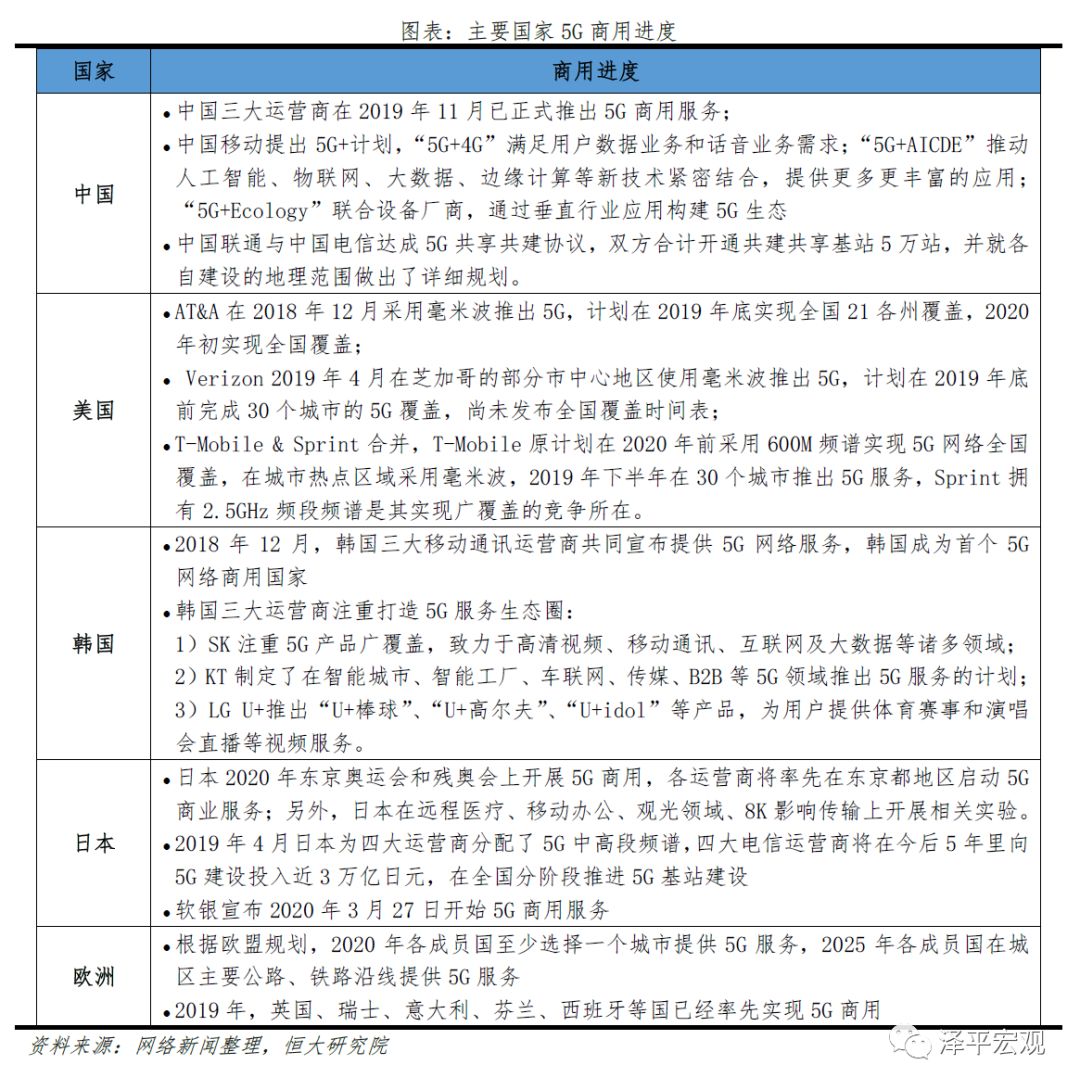 图表：主要国家 5G 商用进度
国家 商用进度
中国
•中国三大运营商在 2019 年 11 月已正式推出 5G 商用服务；
•中国移动提出 5G+计划，“5G+4G”满足用户数据业务和话音业务需求；“5G+AICDE”推动
人工智能、物联网、大数据、边缘计算等新技术紧密结合，提供更多更丰富的应用；
“5G+Ecology”联合设备厂商，通过垂直行业应用构建 5G 生态
•中国联通与中国电信达成 5G 共享共建协议，双方合计开通共建共享基站 5 万站，并就各
自建设的地理范围做出了详细规划。
美国
•AT&A 在 2018 年 12 月采用毫米波推出 5G，计划在 2019 年底实现全国 21 各州覆盖，2020
年初实现全国覆盖；
• Verizon 2019 年 4 月在芝加哥的部分市中心地区使用毫米波推出 5G，计划在 2019 年底
前完成 30 个城市的 5G 覆盖，尚未发布全国覆盖时间表；
•T-Mobile & Sprint 合并，T-Mobile 原计划在 2020 年前采用 600M 频谱实现 5G 网络全国
覆盖，在城市热点区域采用毫米波，2019 年下半年在 30 个城市推出 5G 服务，Sprint 拥
有 2.5GHz 频段频谱是其实现广覆盖的竞争所在。
韩国
•2018 年 12 月，韩国三大移动通讯运营商共同宣布提供 5G 网络服务，韩国成为首个 5G
网络商用国家
•韩国三大运营商注重打造 5G 服务生态圈：
1）SK 注重 5G 产品广覆盖，致力于高清视频、移动通讯、互联网及大数据等诸多领域；
2）KT 制定了在智能城市、智能工厂、车联网、传媒、B2B 等 5G 领域推出 5G 服务的计划；
3）LG U+推出“U+棒球”、“U+高尔夫”、“U+idol”等产品，为用户提供体育赛事和演唱
会直播等视频服务。
日本
•日本 2020 年东京奥运会和残奥会上开展 5G 商用，各运营商将率先在东京都地区启动 5G
商业服务；另外，日本在远程医疗、移动办公、观光领域、8K 影响传输上开展相关实验。
•2019 年 4 月日本为四大运营商分配了 5G 中高段频谱，四大电信运营商将在今后 5 年里向
5G 建设投入近 3 万亿日元，在全国分阶段推进 5G 基站建设
•软银宣布 2020 年 3 月 27 日开始 5G 商用服务
欧洲
•根据欧盟规划，2020 年各成员国至少选择一个城市提供 5G 服务，2025 年各成员国在城
区主要公路、铁路沿线提供 5G 服务
•2019 年，英国、瑞士、意大利、芬兰、西班牙等国已经率先实现 5G 商用
资料来源：网络新闻整理，恒大研究院
泽平宏观